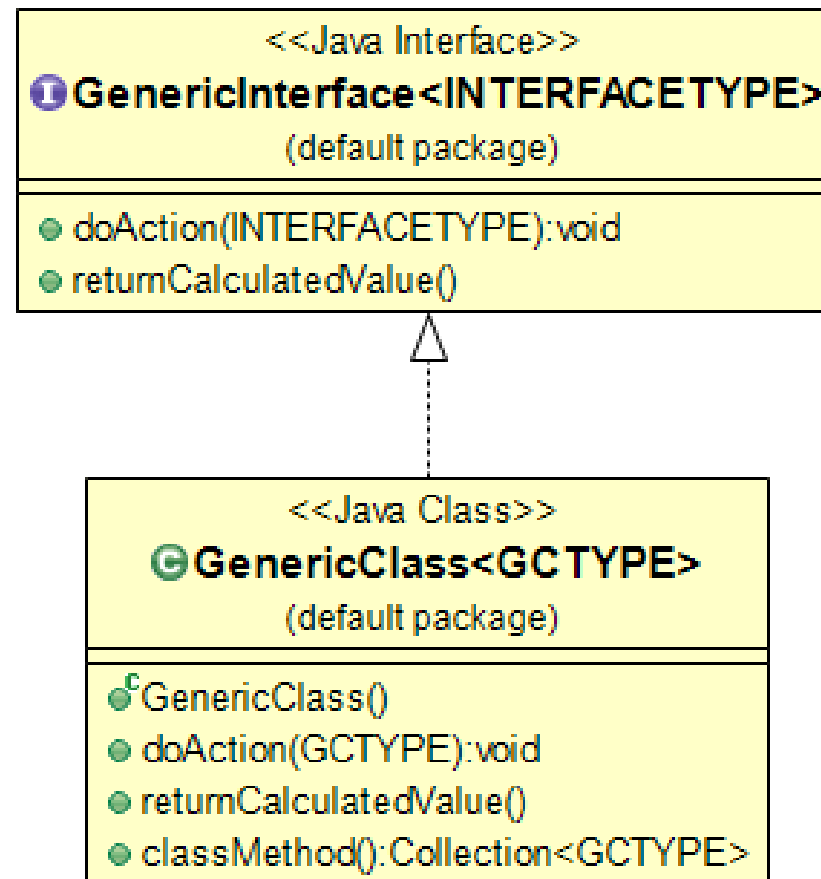 <<Java Interface>>
I GenericInterface<INTERFACETYPE>
(default package)
doAction(INTERFACETYPE):void
returnCalculatedValue()
<<Java Class>>
C GenericClass<GCTYPE>
(default package)
c GenericClass()
doAction(GCTYPE):void
returnCalculatedValue()
classMethod():Collection<GCTYPE>